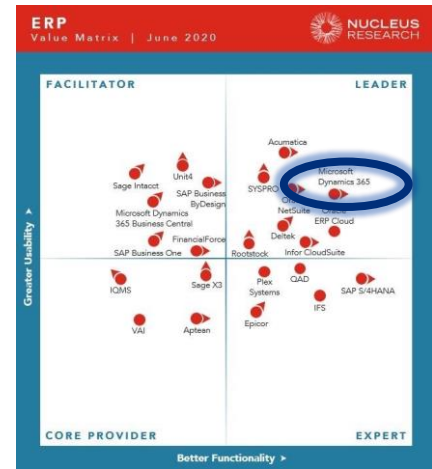 ERP
Value Matrix | June 2020
NUCLEUS
RESEARCH
FACILITATOR
LEADER
Acumatica
Unit4
Sage Intacct
SAP Business
ByDesign
SYSPRO
Microsoft
Dynamics 365
Microsoft Dynamics
365 Business Central
NetSuite
Oracle
ERP Cloud
Deltek
SAP Business One
FinancialForce
Rootstock
Infor CloudSuite
IQMS
Sage X3
Plex
Systems
QAD
SAP S/4HANA
IFS
VAI
Aptean
Epicor
CORE PROVIDER
EXPERT
Greater Usability >
Better Functionality >